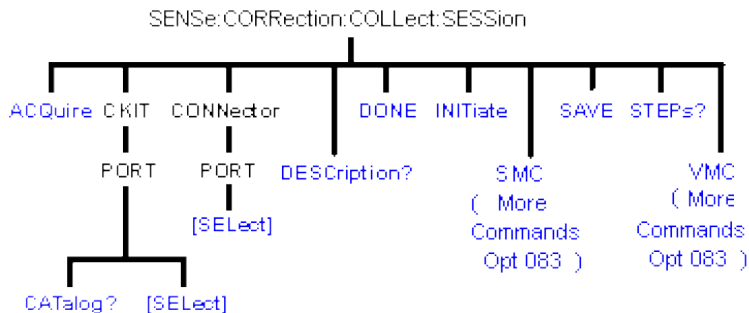 SENSe:CORRection:COLLect:SESSion
ACQuire CKIT CONNector DONE INITiate SAVE STEPs?
PORT PORT DESCription? SMC VMC
( More ( More
[SELect] Commands Commands
Opt 083 ) Opt 083 )
CATalog? [SELect]